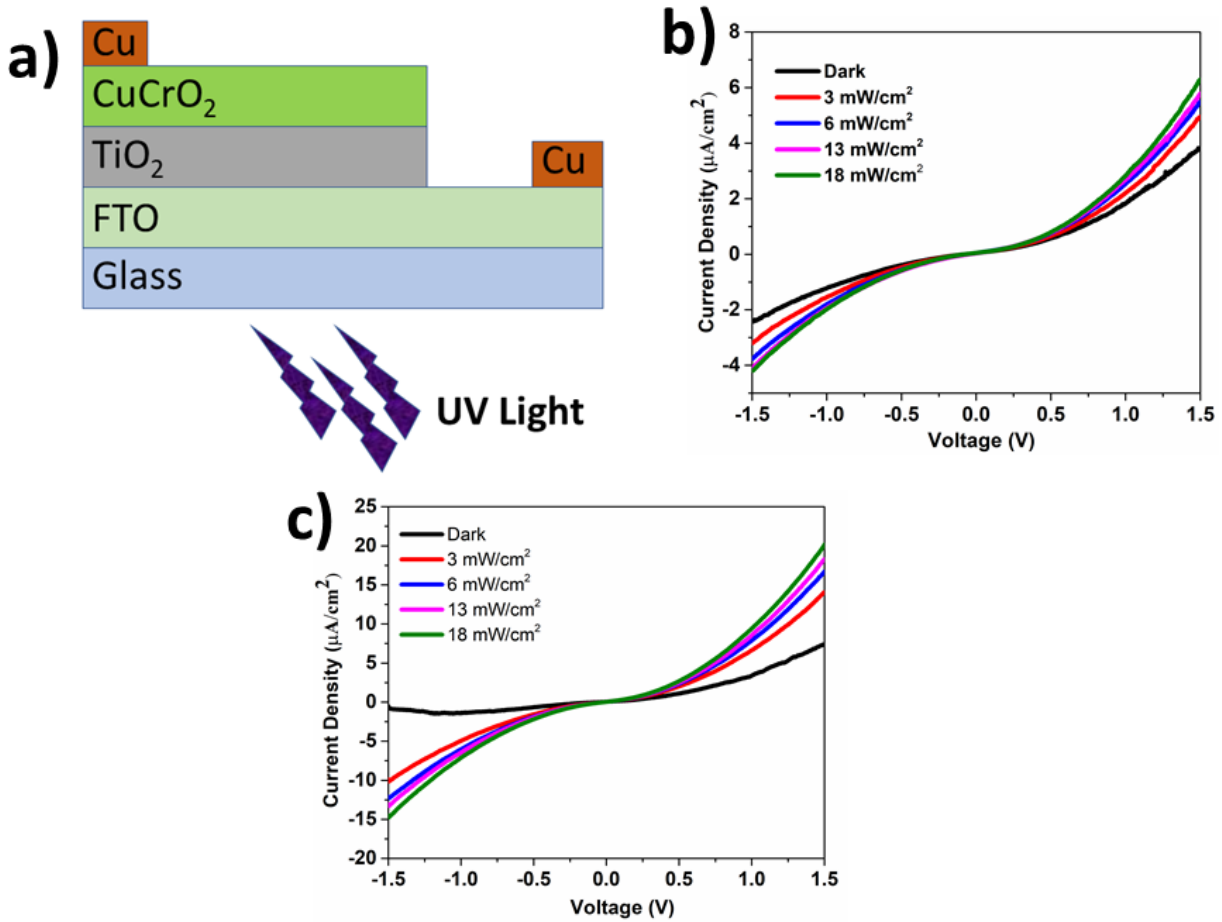 a)
Cu
CuCrO₂
TiO₂
Cu
FTO
Glass
UV Light
b)
8
6
4
2
0
-2
-4
Current Density (μA/cm²)
Dark
3 mW/cm²
6 mW/cm²
13 mW/cm²
18 mW/cm²
-1.5 -1.0 -0.5 0.0 0.5 1.0 1.5
Voltage (V)
c)
25
20
15
10
5
0
-5
-10
-15
-20
Current Density (μA/cm²)
Dark
3 mW/cm²
6 mW/cm²
13 mW/cm²
18 mW/cm²
-1.5 -1.0 -0.5 0.0 0.5 1.0 1.5
Voltage (V)